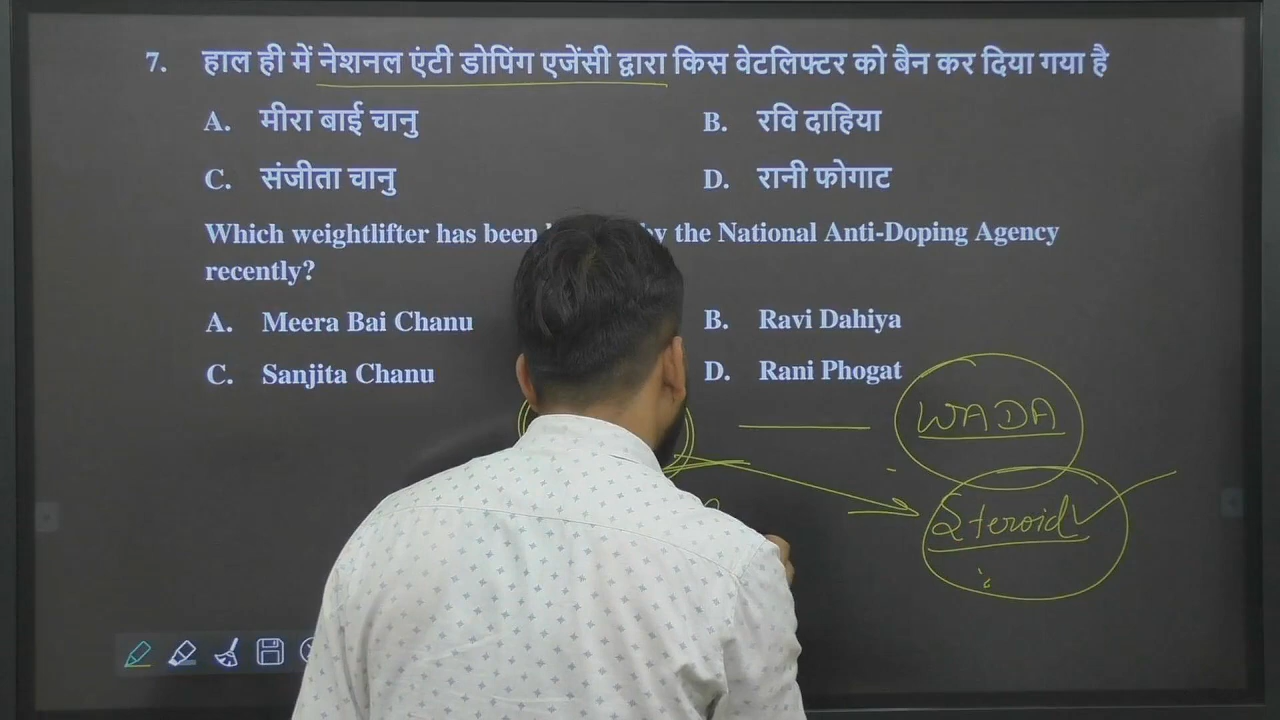 7. हाल ही में नेशनल एंटी डोपिंग एजेंसी द्वारा किस वेटलिफ्टर को बैन कर दिया गया है
A. मीरा बाई चानु B. रवि दाहिया
C. संजीता चानु D. रानी फोगाट
Which weightlifter has been by the National Anti-Doping Agency
recently?
A. Meera Bai Chanu B. Ravi Dahiya
C. Sanjita Chanu D. Rani Phogat
WADA
Steroid